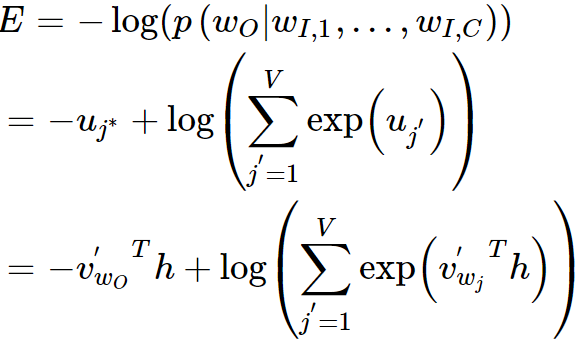 E = − log(p (w_O|w_{I,1}, … , w_{I,C}))
= −u_{j*} + log(∑_{j′=1}^{V} exp(u_{j′}))
= −v′_{w_O}^T h + log(∑_{j′=1}^{V} exp(v′_{w_j}^T h))